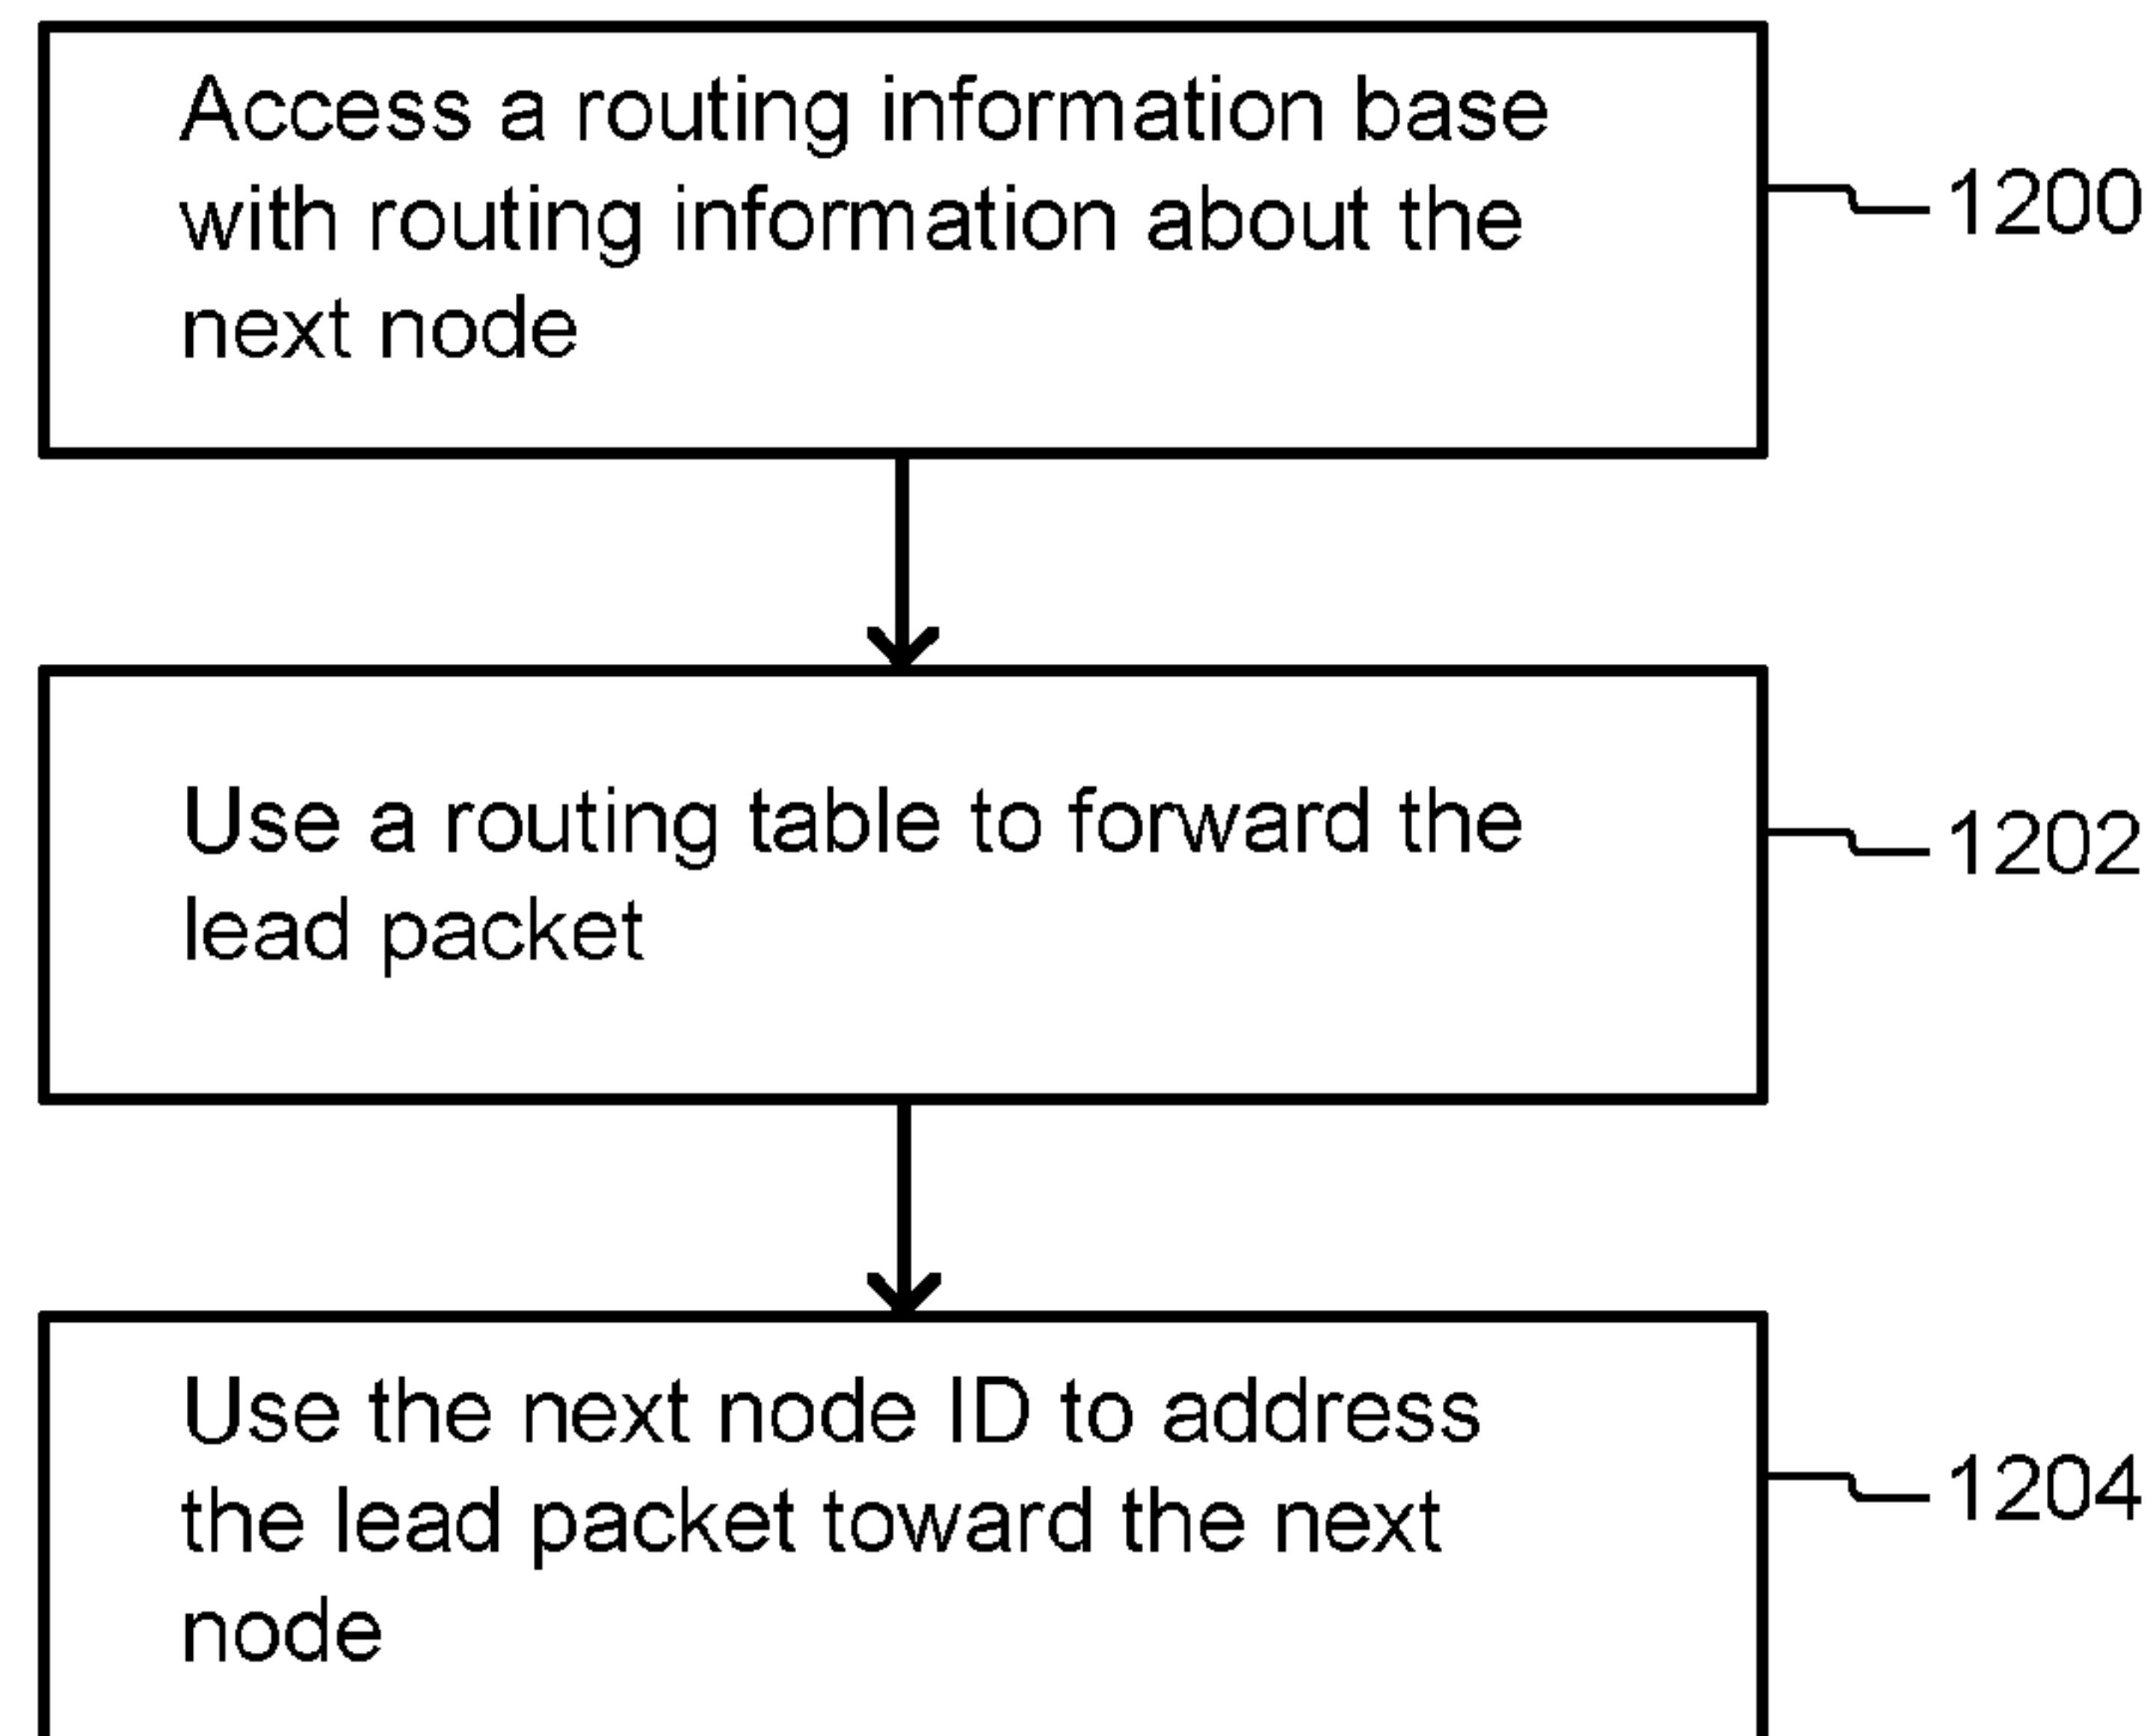 Access a routing information base
with routing information about the
next node
1200
Use a routing table to forward the
lead packet
1202
Use the next node ID to address
the lead packet toward the next
node
1204